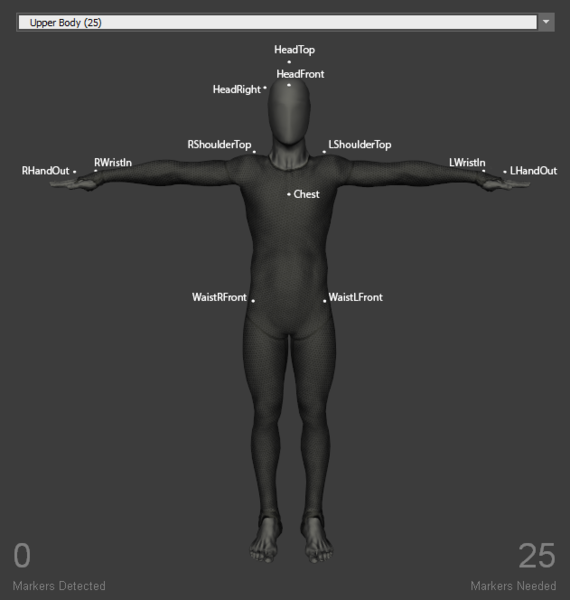 Upper Body (25)
HeadTop
HeadFront
HeadRight
RShoulderTop
LShoulderTop
RHandOut
RWristIn
LWristIn
LHandOut
Chest
WaistRFront
WaistLFront
0
25
Markers Detected
Markers Needed